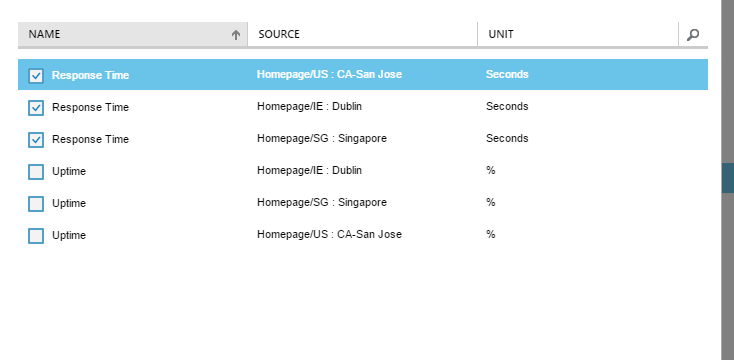 NAME SOURCE UNIT
Response Time Homepage/US : CA-San Jose Seconds
Response Time Homepage/IE : Dublin Seconds
Response Time Homepage/SG : Singapore Seconds
Uptime Homepage/IE : Dublin %
Uptime Homepage/SG : Singapore %
Uptime Homepage/US : CA-San Jose %